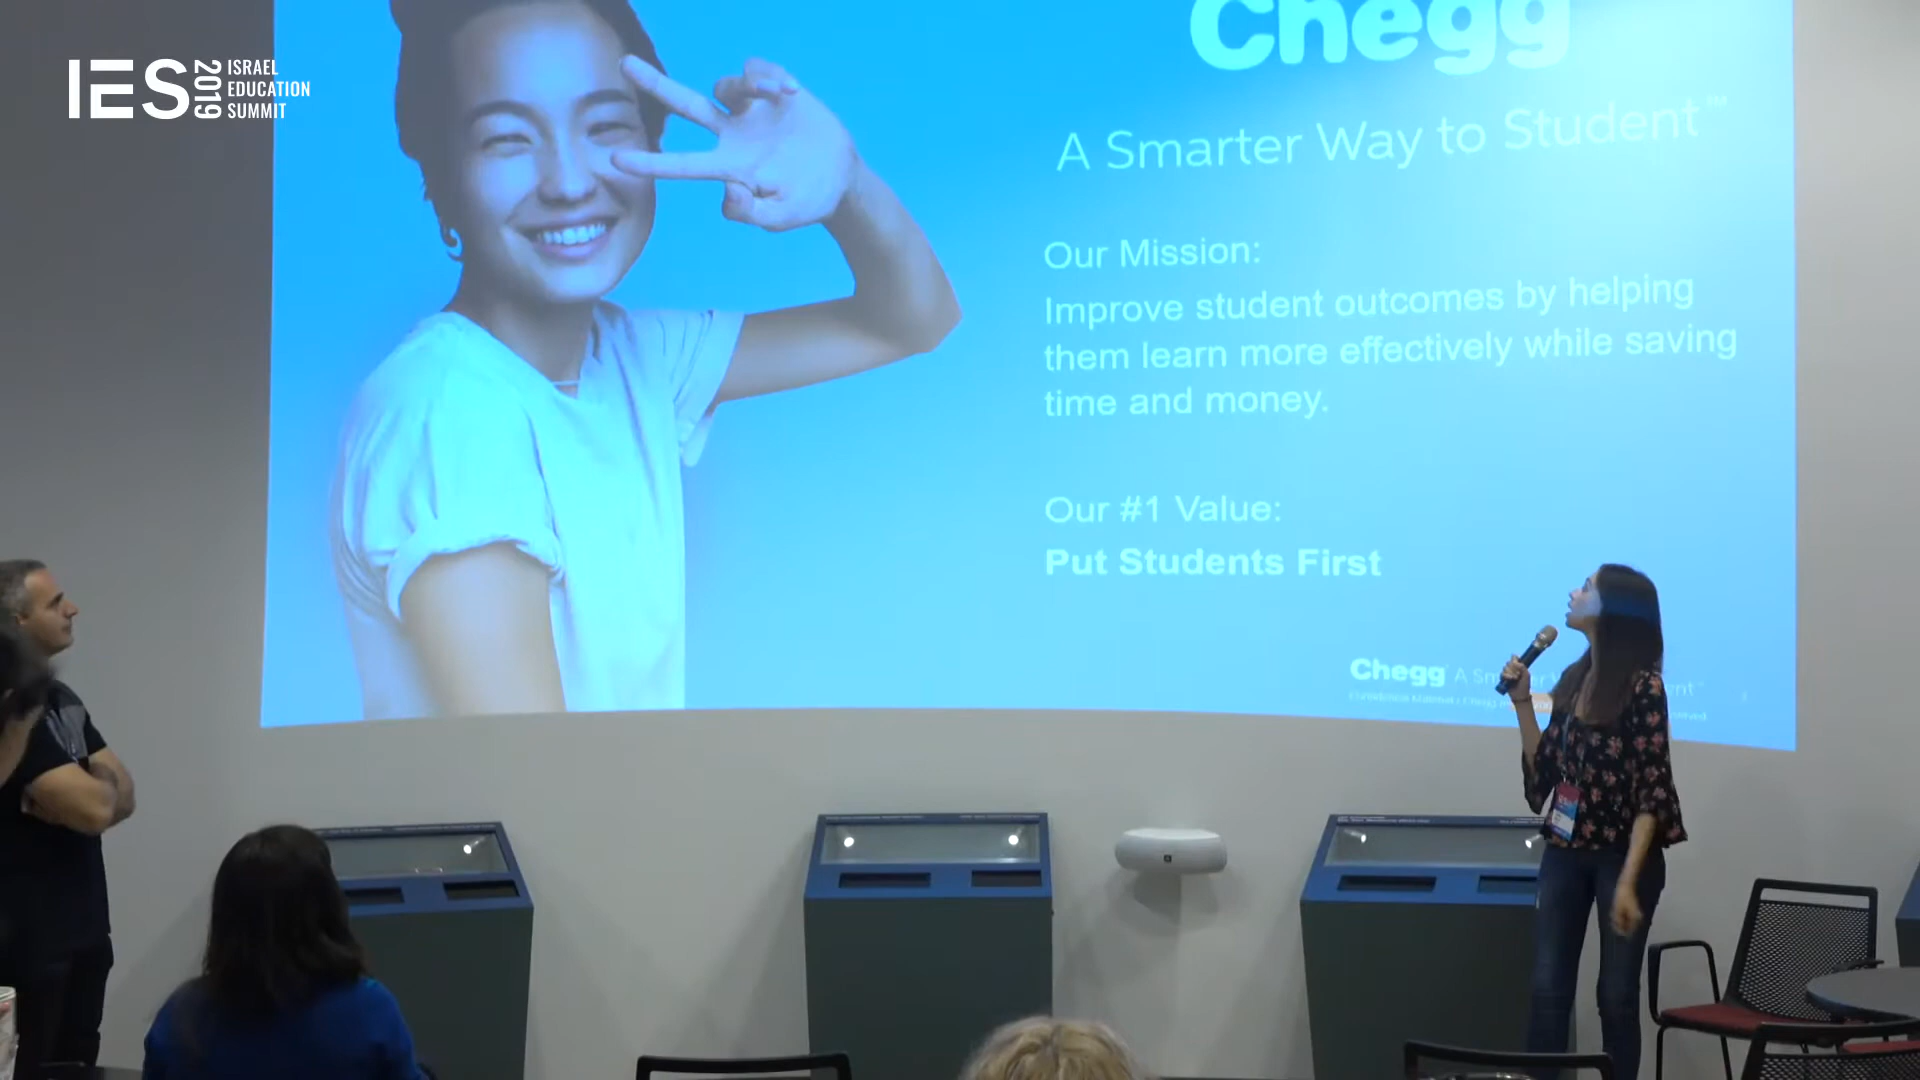 IES 2019 ISRAEL
EDUCATION
SUMMIT
Chegg
A Smarter Way to Student™
Our Mission:
Improve student outcomes by helping
them learn more effectively while saving
time and money.
Our #1 Value:
Put Students First
Chegg A